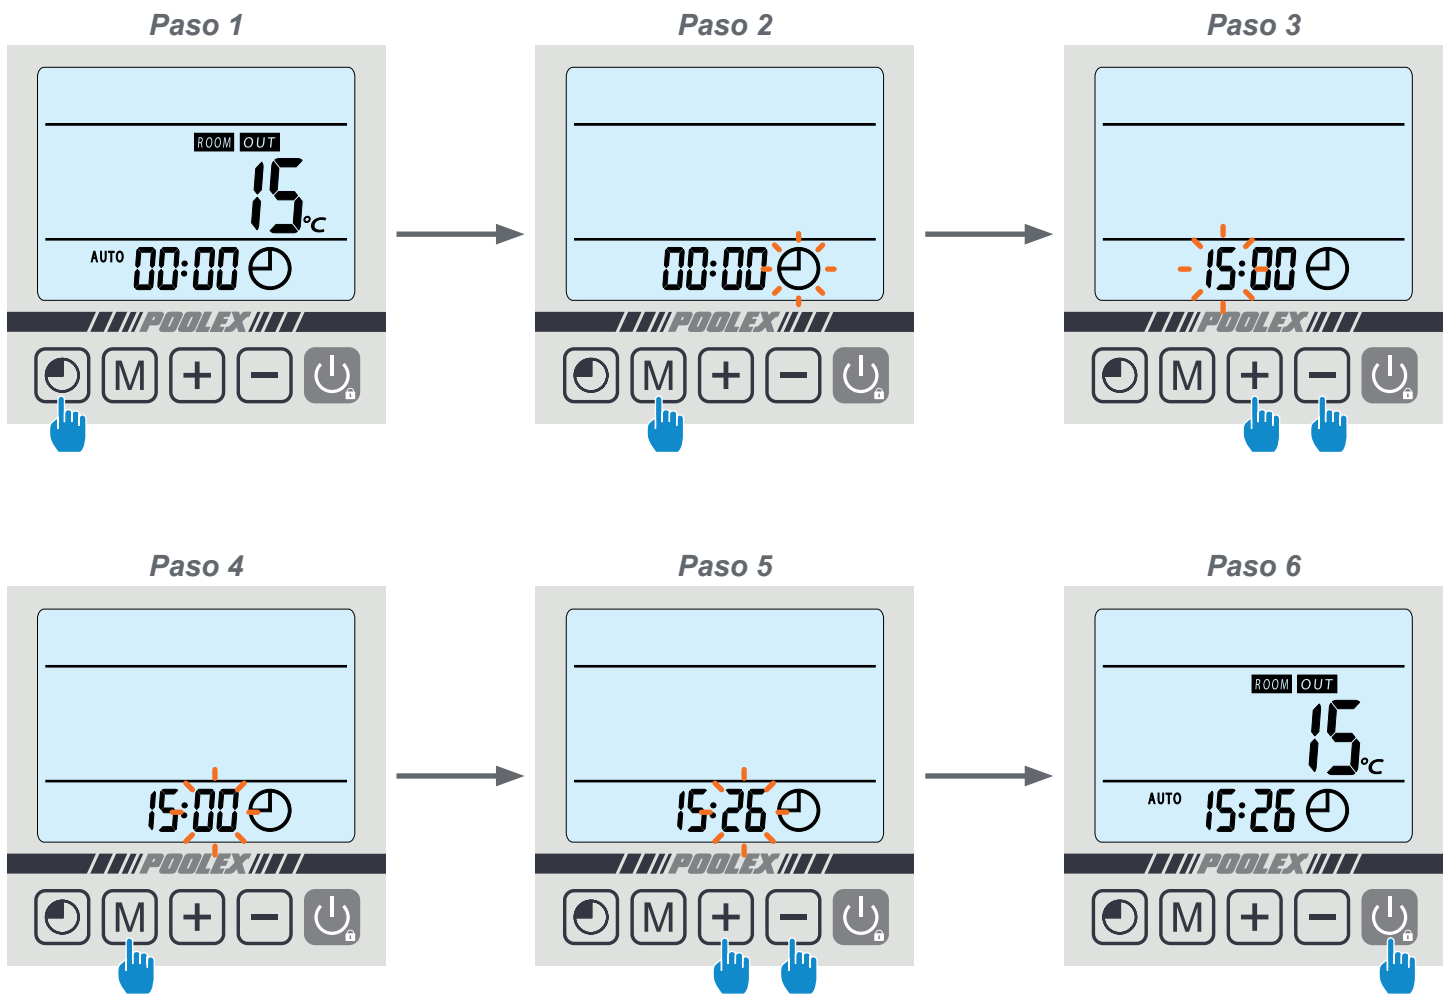 Paso 1
ROOM OUT
15°C
AUTO 00:00
POOLEX
M
Paso 2
00:00
POOLEX
M
Paso 3
15:00
POOLEX
M
Paso 4
15:00
POOLEX
M
Paso 5
15:26
POOLEX
M
Paso 6
ROOM OUT
15°C
AUTO 15:26
POOLEX
M